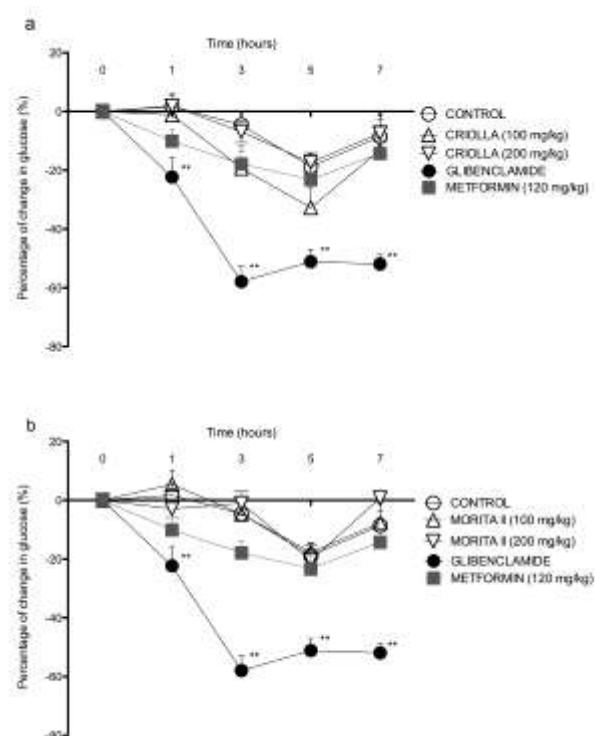 a
Time (hours)
0 1 3 5 7
20
0
-20
-40
-60
-80
Percentage of change in glucose (%)
CONTROL
CRIOLLA (100 mg/kg)
CRIOLLA (200 mg/kg)
GLIBENCLAMIDE
METFORMIN (120 mg/kg)
**
**
**
**
b
Time (hours)
0 1 3 5 7
20
0
-20
-40
-60
-80
Percentage of change in glucose (%)
CONTROL
MORITA II (100 mg/kg)
MORITA II (200 mg/kg)
GLIBENCLAMIDE
METFORMIN (120 mg/kg)
**
**
**
**